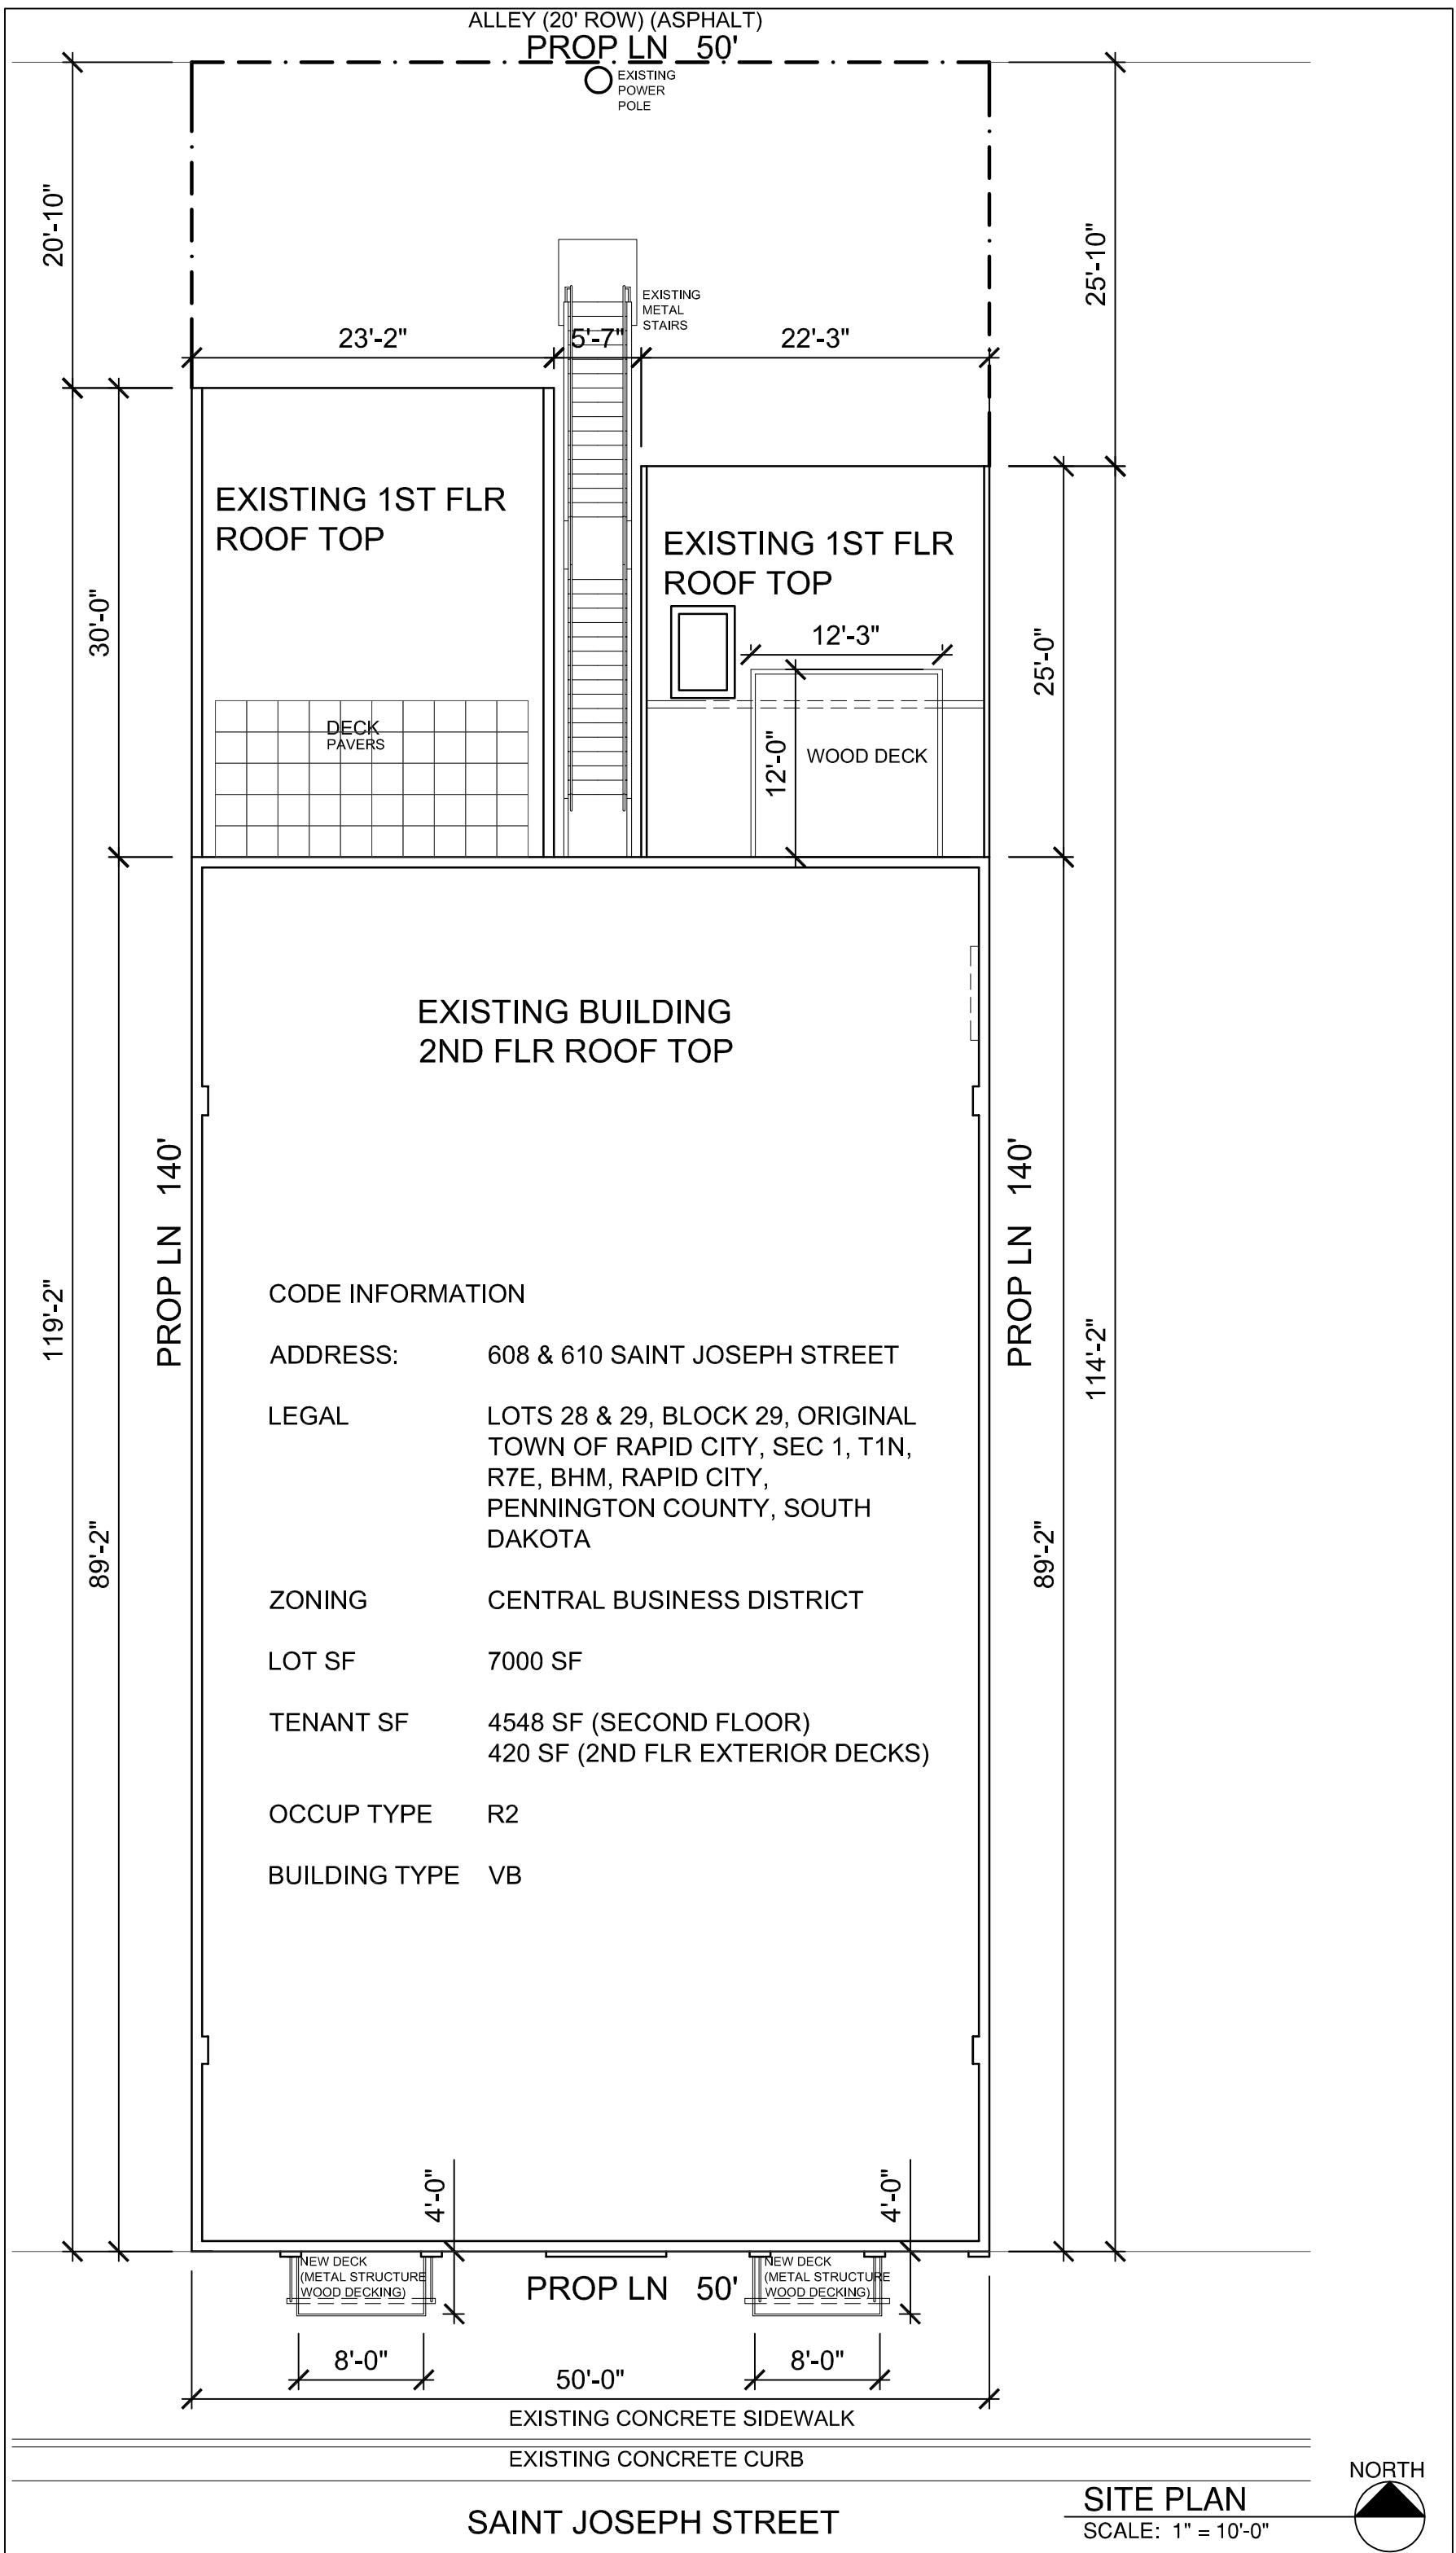 ALLEY (20' ROW) (ASPHALT)
PROP LN 50'
EXISTING
POWER
POLE
20'-10"
25'-10"
EXISTING
METAL
STAIRS
23'-2"
5'-7"
22'-3"
EXISTING 1ST FLR
ROOF TOP
EXISTING 1ST FLR
ROOF TOP
30'-0"
25'-0"
12'-3"
12'-0"
WOOD DECK
DECK
PAVERS
EXISTING BUILDING
2ND FLR ROOF TOP
PROP LN 140'
PROP LN 140'
119'-2"
114'-2"
89'-2"
89'-2"
CODE INFORMATION
ADDRESS: 608 & 610 SAINT JOSEPH STREET
LEGAL LOTS 28 & 29, BLOCK 29, ORIGINAL
TOWN OF RAPID CITY, SEC 1, T1N,
R7E, BHM, RAPID CITY,
PENNINGTON COUNTY, SOUTH
DAKOTA
ZONING CENTRAL BUSINESS DISTRICT
LOT SF 7000 SF
TENANT SF 4548 SF (SECOND FLOOR)
420 SF (2ND FLR EXTERIOR DECKS)
OCCUP TYPE R2
BUILDING TYPE VB
4'-0"
4'-0"
NEW DECK
(METAL STRUCTURE
WOOD DECKING)
PROP LN 50'
NEW DECK
(METAL STRUCTURE
WOOD DECKING)
8'-0"
8'-0"
50'-0"
EXISTING CONCRETE SIDEWALK
EXISTING CONCRETE CURB
SAINT JOSEPH STREET
NORTH
SITE PLAN
SCALE: 1" = 10'-0"